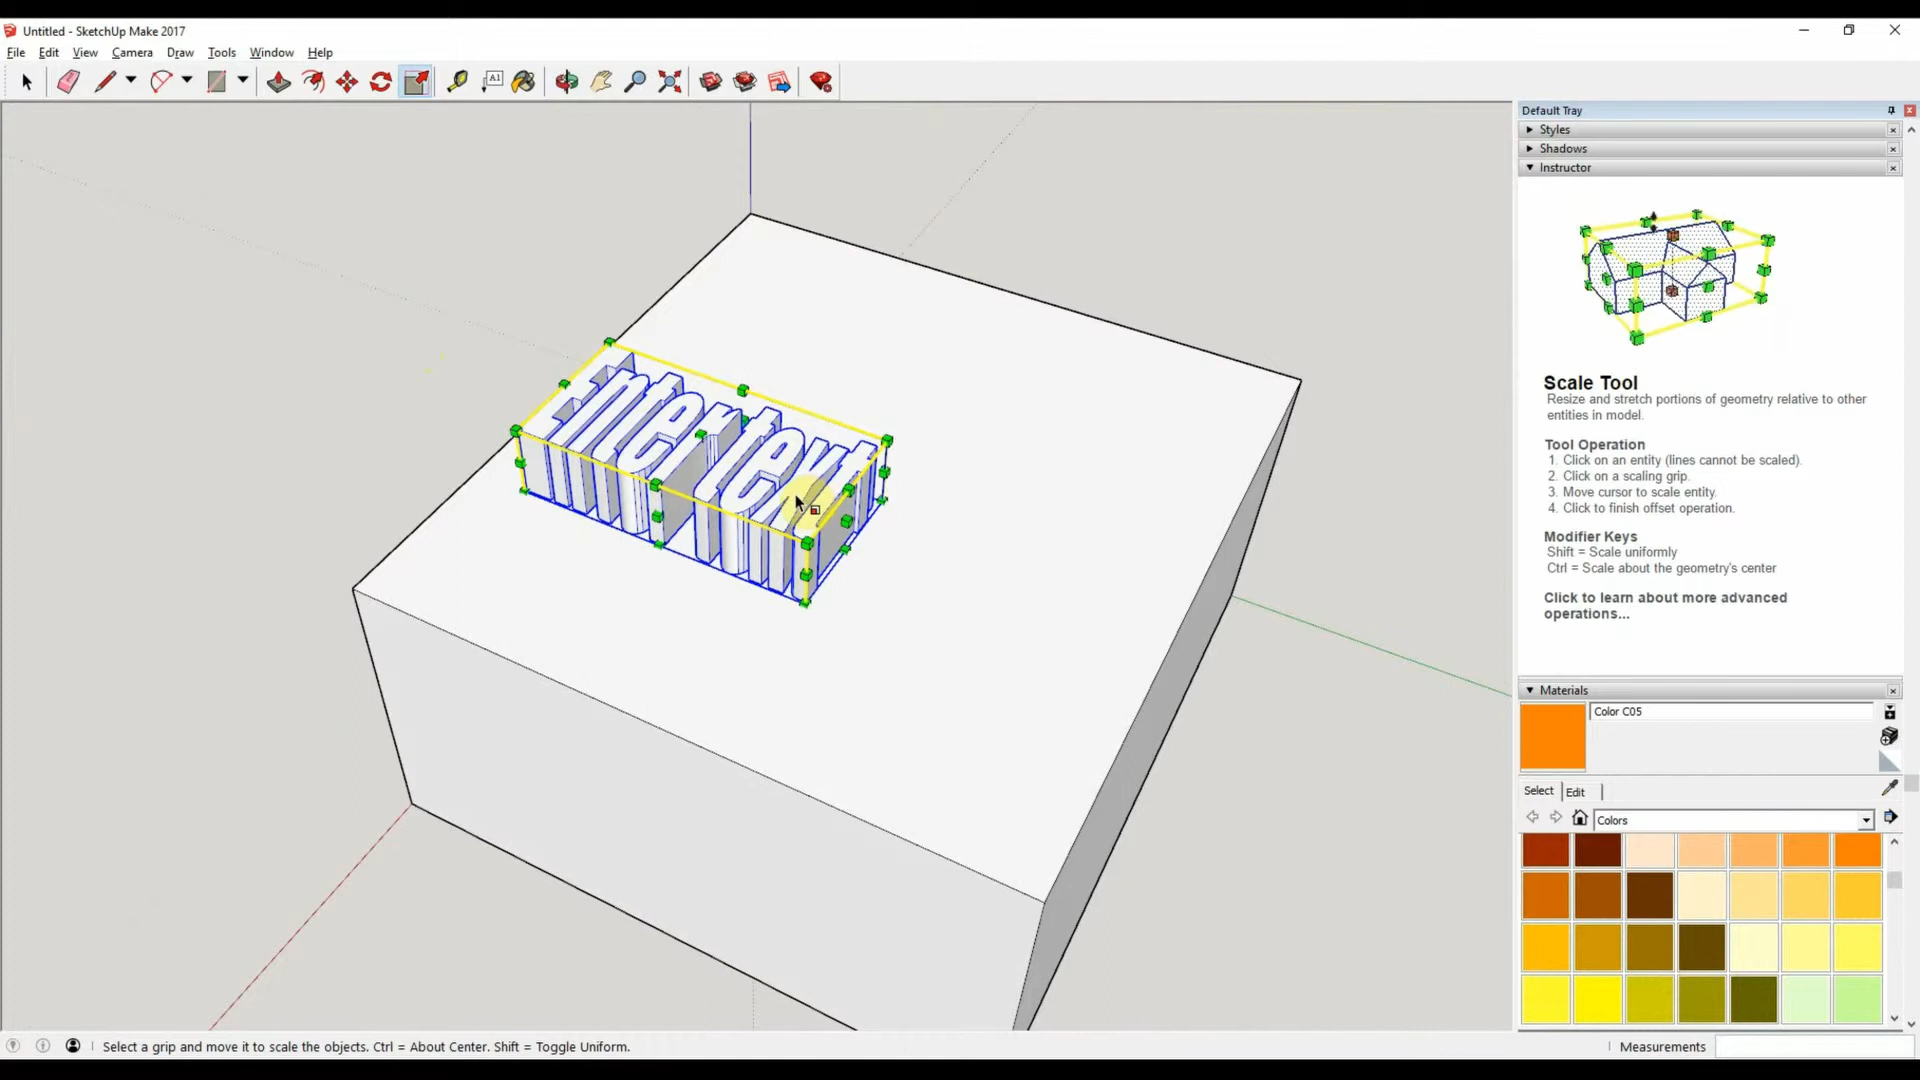 Untitled - SketchUp Make 2017
File Edit View Camera Draw Tools Window Help
A1
Default Tray
Styles
Shadows
Instructor
Enter text
Scale Tool
Resize and stretch portions of geometry relative to other
entities in model.
Tool Operation
1. Click on an entity (lines cannot be scaled).
2. Click on a scaling grip.
3. Move cursor to scale entity.
4. Click to finish offset operation.
Modifier Keys
Shift = Scale uniformly
Ctrl = Scale about the geometry's center
Click to learn about more advanced
operations...
Materials
Color C05
Select Edit
Colors
Select a grip and move it to scale the objects. Ctrl = About Center. Shift = Toggle Uniform.
Measurements